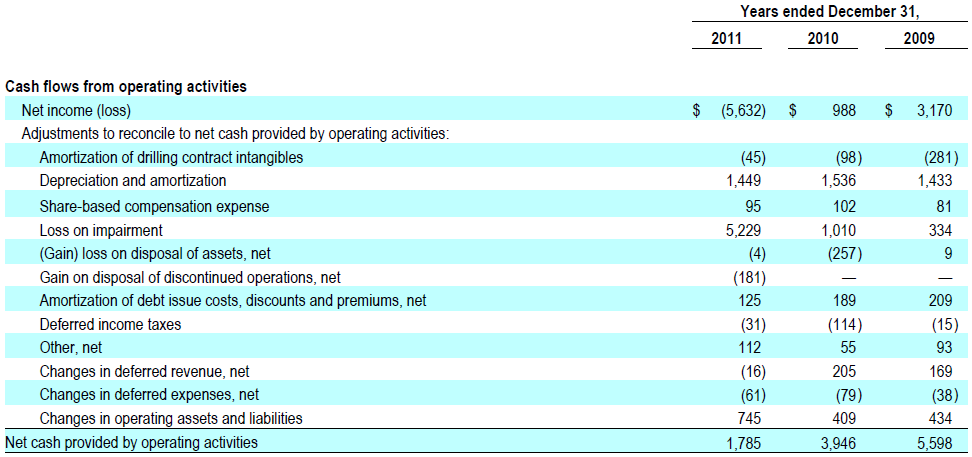 Years ended December 31,
2011 2010 2009
Cash flows from operating activities
Net income (loss) $ (5,632) $ 988 $ 3,170
Adjustments to reconcile to net cash provided by operating activities:
Amortization of drilling contract intangibles (45) (98) (281)
Depreciation and amortization 1,449 1,536 1,433
Share-based compensation expense 95 102 81
Loss on impairment 5,229 1,010 334
(Gain) loss on disposal of assets, net (4) (257) 9
Gain on disposal of discontinued operations, net (181) — —
Amortization of debt issue costs, discounts and premiums, net 125 189 209
Deferred income taxes (31) (114) (15)
Other, net 112 55 93
Changes in deferred revenue, net (16) 205 169
Changes in deferred expenses, net (61) (79) (38)
Changes in operating assets and liabilities 745 409 434
Net cash provided by operating activities 1,785 3,946 5,598